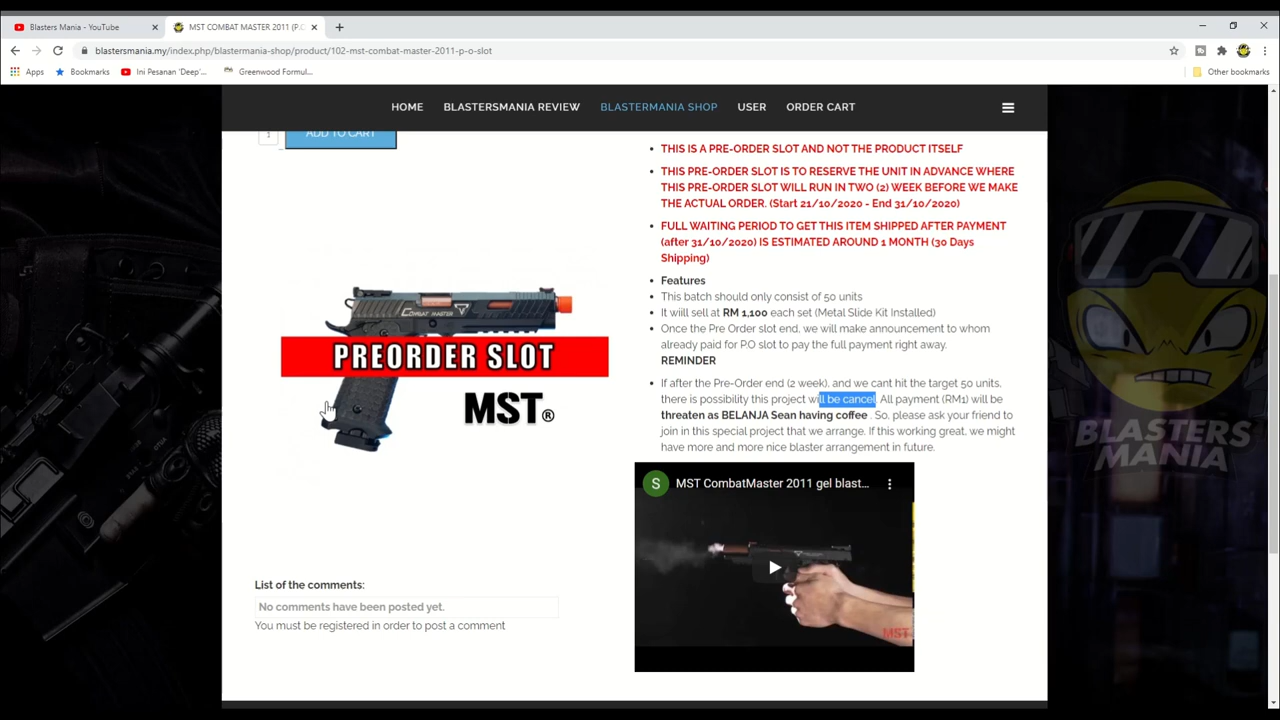 Blasters Mania - YouTube
MST COMBAT MASTER 2011 (P.O
blastersmania.my/index.php/blastermania-shop/product/102-mst-combat-master-2011-p-o-slot
Apps
Bookmarks
Ini Pesanan 'Deep'...
Greenwood Formul...
Other bookmarks
HOME
BLASTERSMANIA REVIEW
BLASTERMANIA SHOP
USER
ORDER CART
1
ADD TO CART
THIS IS A PRE-ORDER SLOT AND NOT THE PRODUCT ITSELF
THIS PRE-ORDER SLOT IS TO RESERVE THE UNIT IN ADVANCE WHERE
THIS PRE-ORDER SLOT WILL RUN IN TWO (2) WEEK BEFORE WE MAKE
THE ACTUAL ORDER. (Start 21/10/2020 - End 31/10/2020)
FULL WAITING PERIOD TO GET THIS ITEM SHIPPED AFTER PAYMENT
(after 31/10/2020) IS ESTIMATED AROUND 1 MONTH (30 Days
Shipping)
Features
This batch should only consist of 50 units
It wiill sell at RM 1,100 each set (Metal Slide Kit Installed)
Once the Pre Order slot end, we will make announcement to whom
already paid for P.O slot to pay the full payment right away.
REMINDER
If after the Pre-Order end (2 week), and we cant hit the target 50 units,
there is possibility this project will be cancel. All payment (RM1) will be
threaten as BELANJA Sean having coffee . So, please ask your friend to
join in this special project that we arrange. If this working great, we might
have more and more nice blaster arrangement in future.
COMBAT MASTER
PREORDER SLOT
MST®
S
MST CombatMaster 2011 gel blast...
MST
List of the comments:
No comments have been posted yet.
You must be registered in order to post a comment
BLASTERS
MANIA